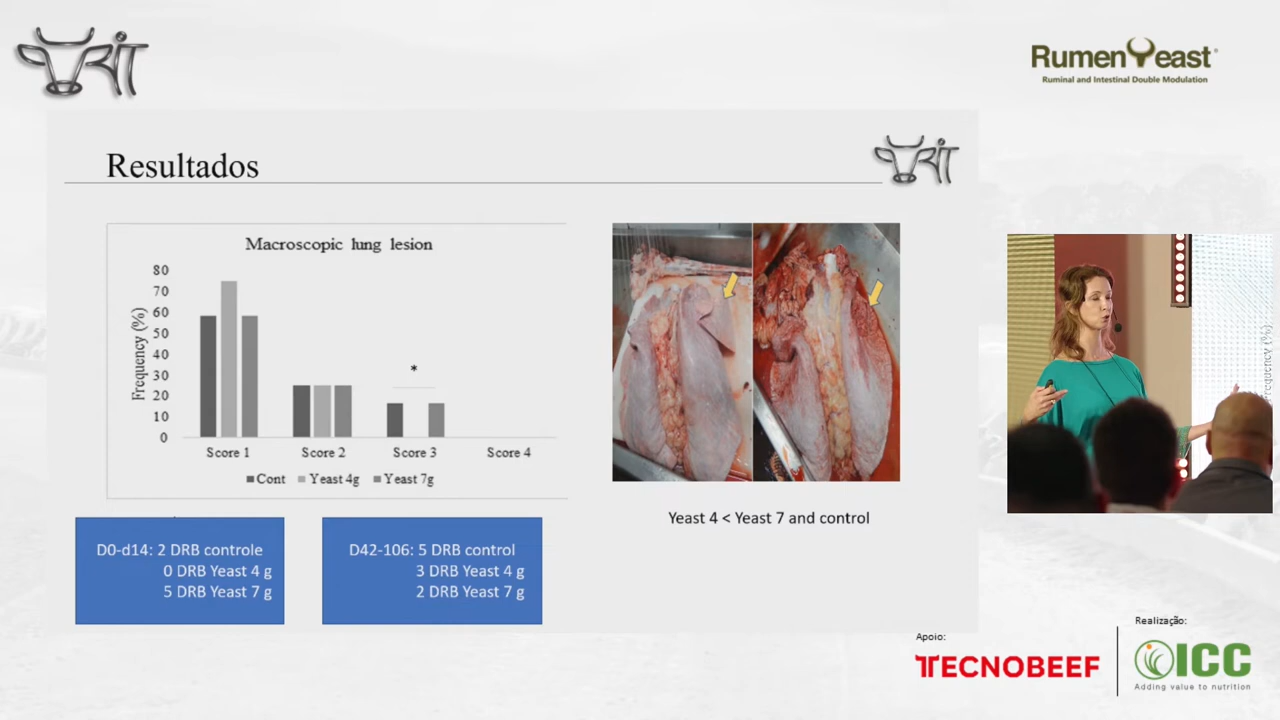 RiT
RumenYeast
Ruminal and Intestinal Double Modulation
Resultados
RiT
Macroscopic lung lesion
Frequency (%)
80
70
60
50
40
30
20
10
0
*
Score 1 Score 2 Score 3 Score 4
Cont Yeast 4g Yeast 7g
Yeast 4 < Yeast 7 and control
D0-d14: 2 DRB controle
0 DRB Yeast 4 g
5 DRB Yeast 7 g
D42-106: 5 DRB control
3 DRB Yeast 4 g
2 DRB Yeast 7 g
Frequency (%)
Apoio:
TECNOBEEF
Realização:
ICC
Adding value to nutrition